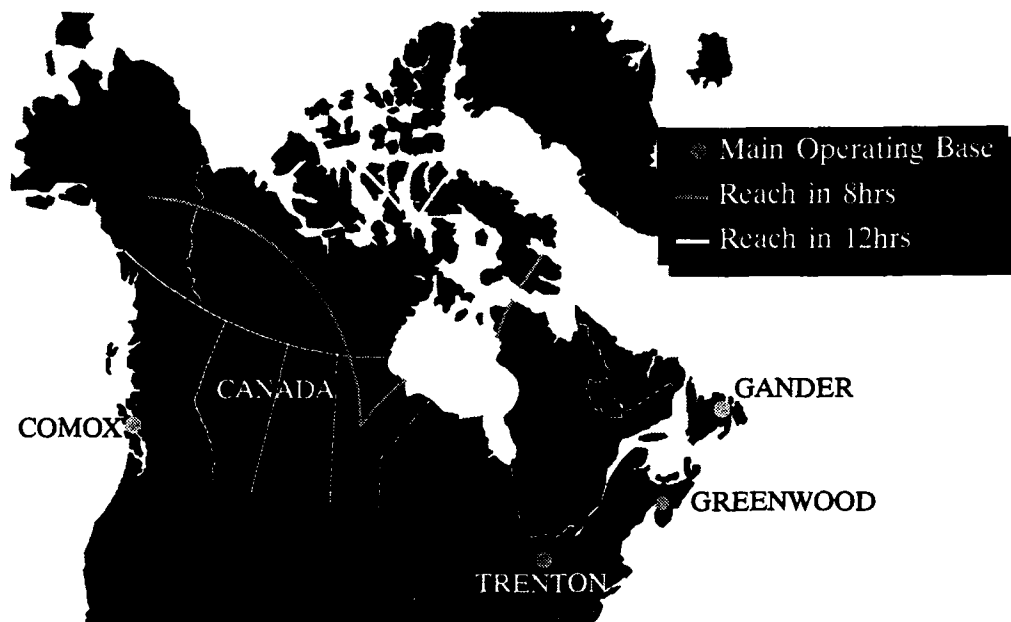 Main Operating Base
Reach in 8hrs
Reach in 12hrs
CANADA
GANDER
COMOX
GREENWOOD
TRENTON